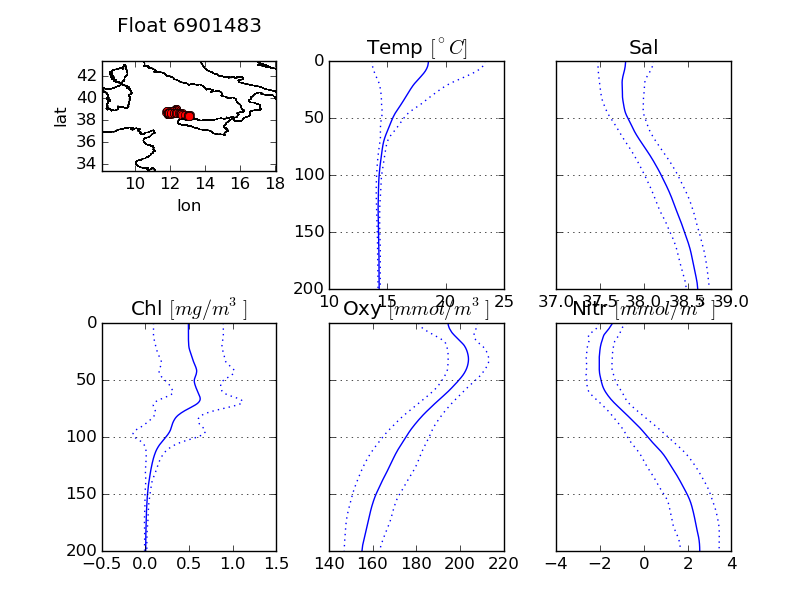 Float 6901483
lat
42
40
38
36
34
10 12 14 16 18
lon
Temp [°C]
0
50
100
150
200
10 15 20 25
Sal
37.0 37.5 38.0 38.5 39.0
Chl [mg/m³ ]
0
50
100
150
200
−0.5 0.0 0.5 1.0 1.5
Oxy [mmol/m³ ]
140 160 180 200 220
Nitr [mmol/m³ ]
−4 −2 0 2 4